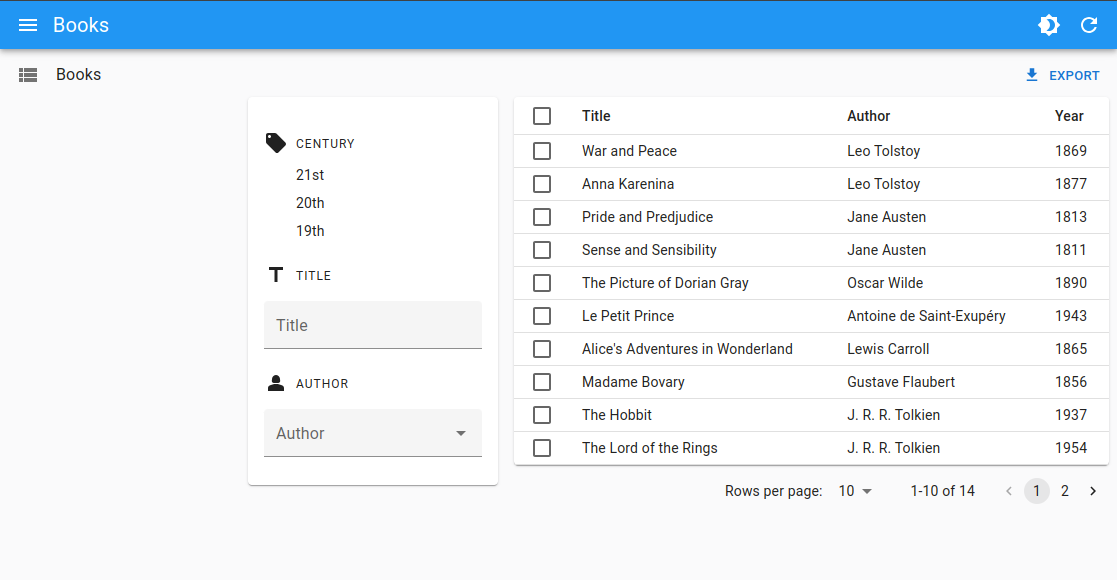 Books
Books
EXPORT
CENTURY
21st
20th
19th
TITLE
Title
AUTHOR
Author
Title Author Year
War and Peace Leo Tolstoy 1869
Anna Karenina Leo Tolstoy 1877
Pride and Predjudice Jane Austen 1813
Sense and Sensibility Jane Austen 1811
The Picture of Dorian Gray Oscar Wilde 1890
Le Petit Prince Antoine de Saint-Exupéry 1943
Alice's Adventures in Wonderland Lewis Carroll 1865
Madame Bovary Gustave Flaubert 1856
The Hobbit J. R. R. Tolkien 1937
The Lord of the Rings J. R. R. Tolkien 1954
Rows per page: 10 1-10 of 14 1 2